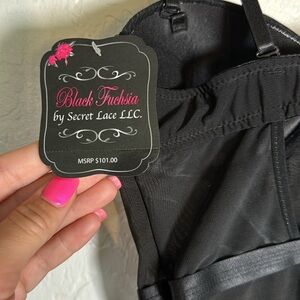 Black Fuchsia
by Secret Lace LLC.
MSRP $101.00